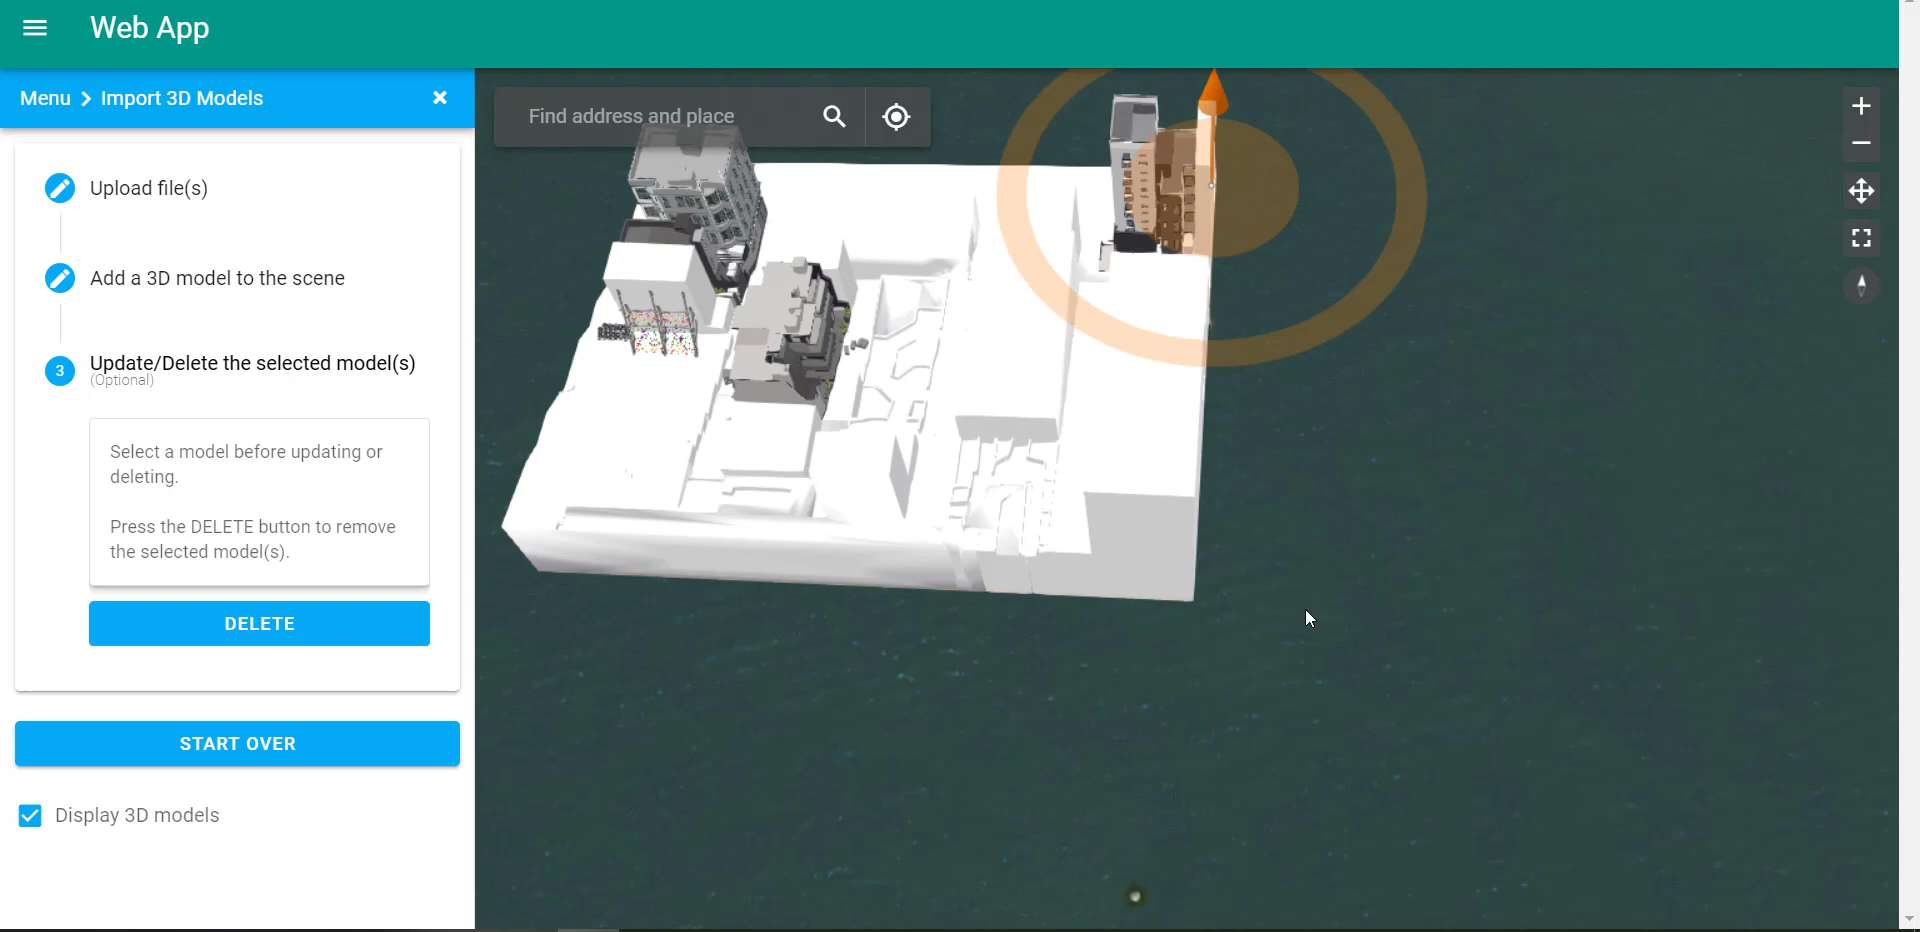 Web App
Menu
Import 3D Models
Find address and place
Upload file(s)
Add a 3D model to the scene
3
Update/Delete the selected model(s)
(Optional)
Select a model before updating or
deleting.
Press the DELETE button to remove
the selected model(s).
DELETE
START OVER
Display 3D models